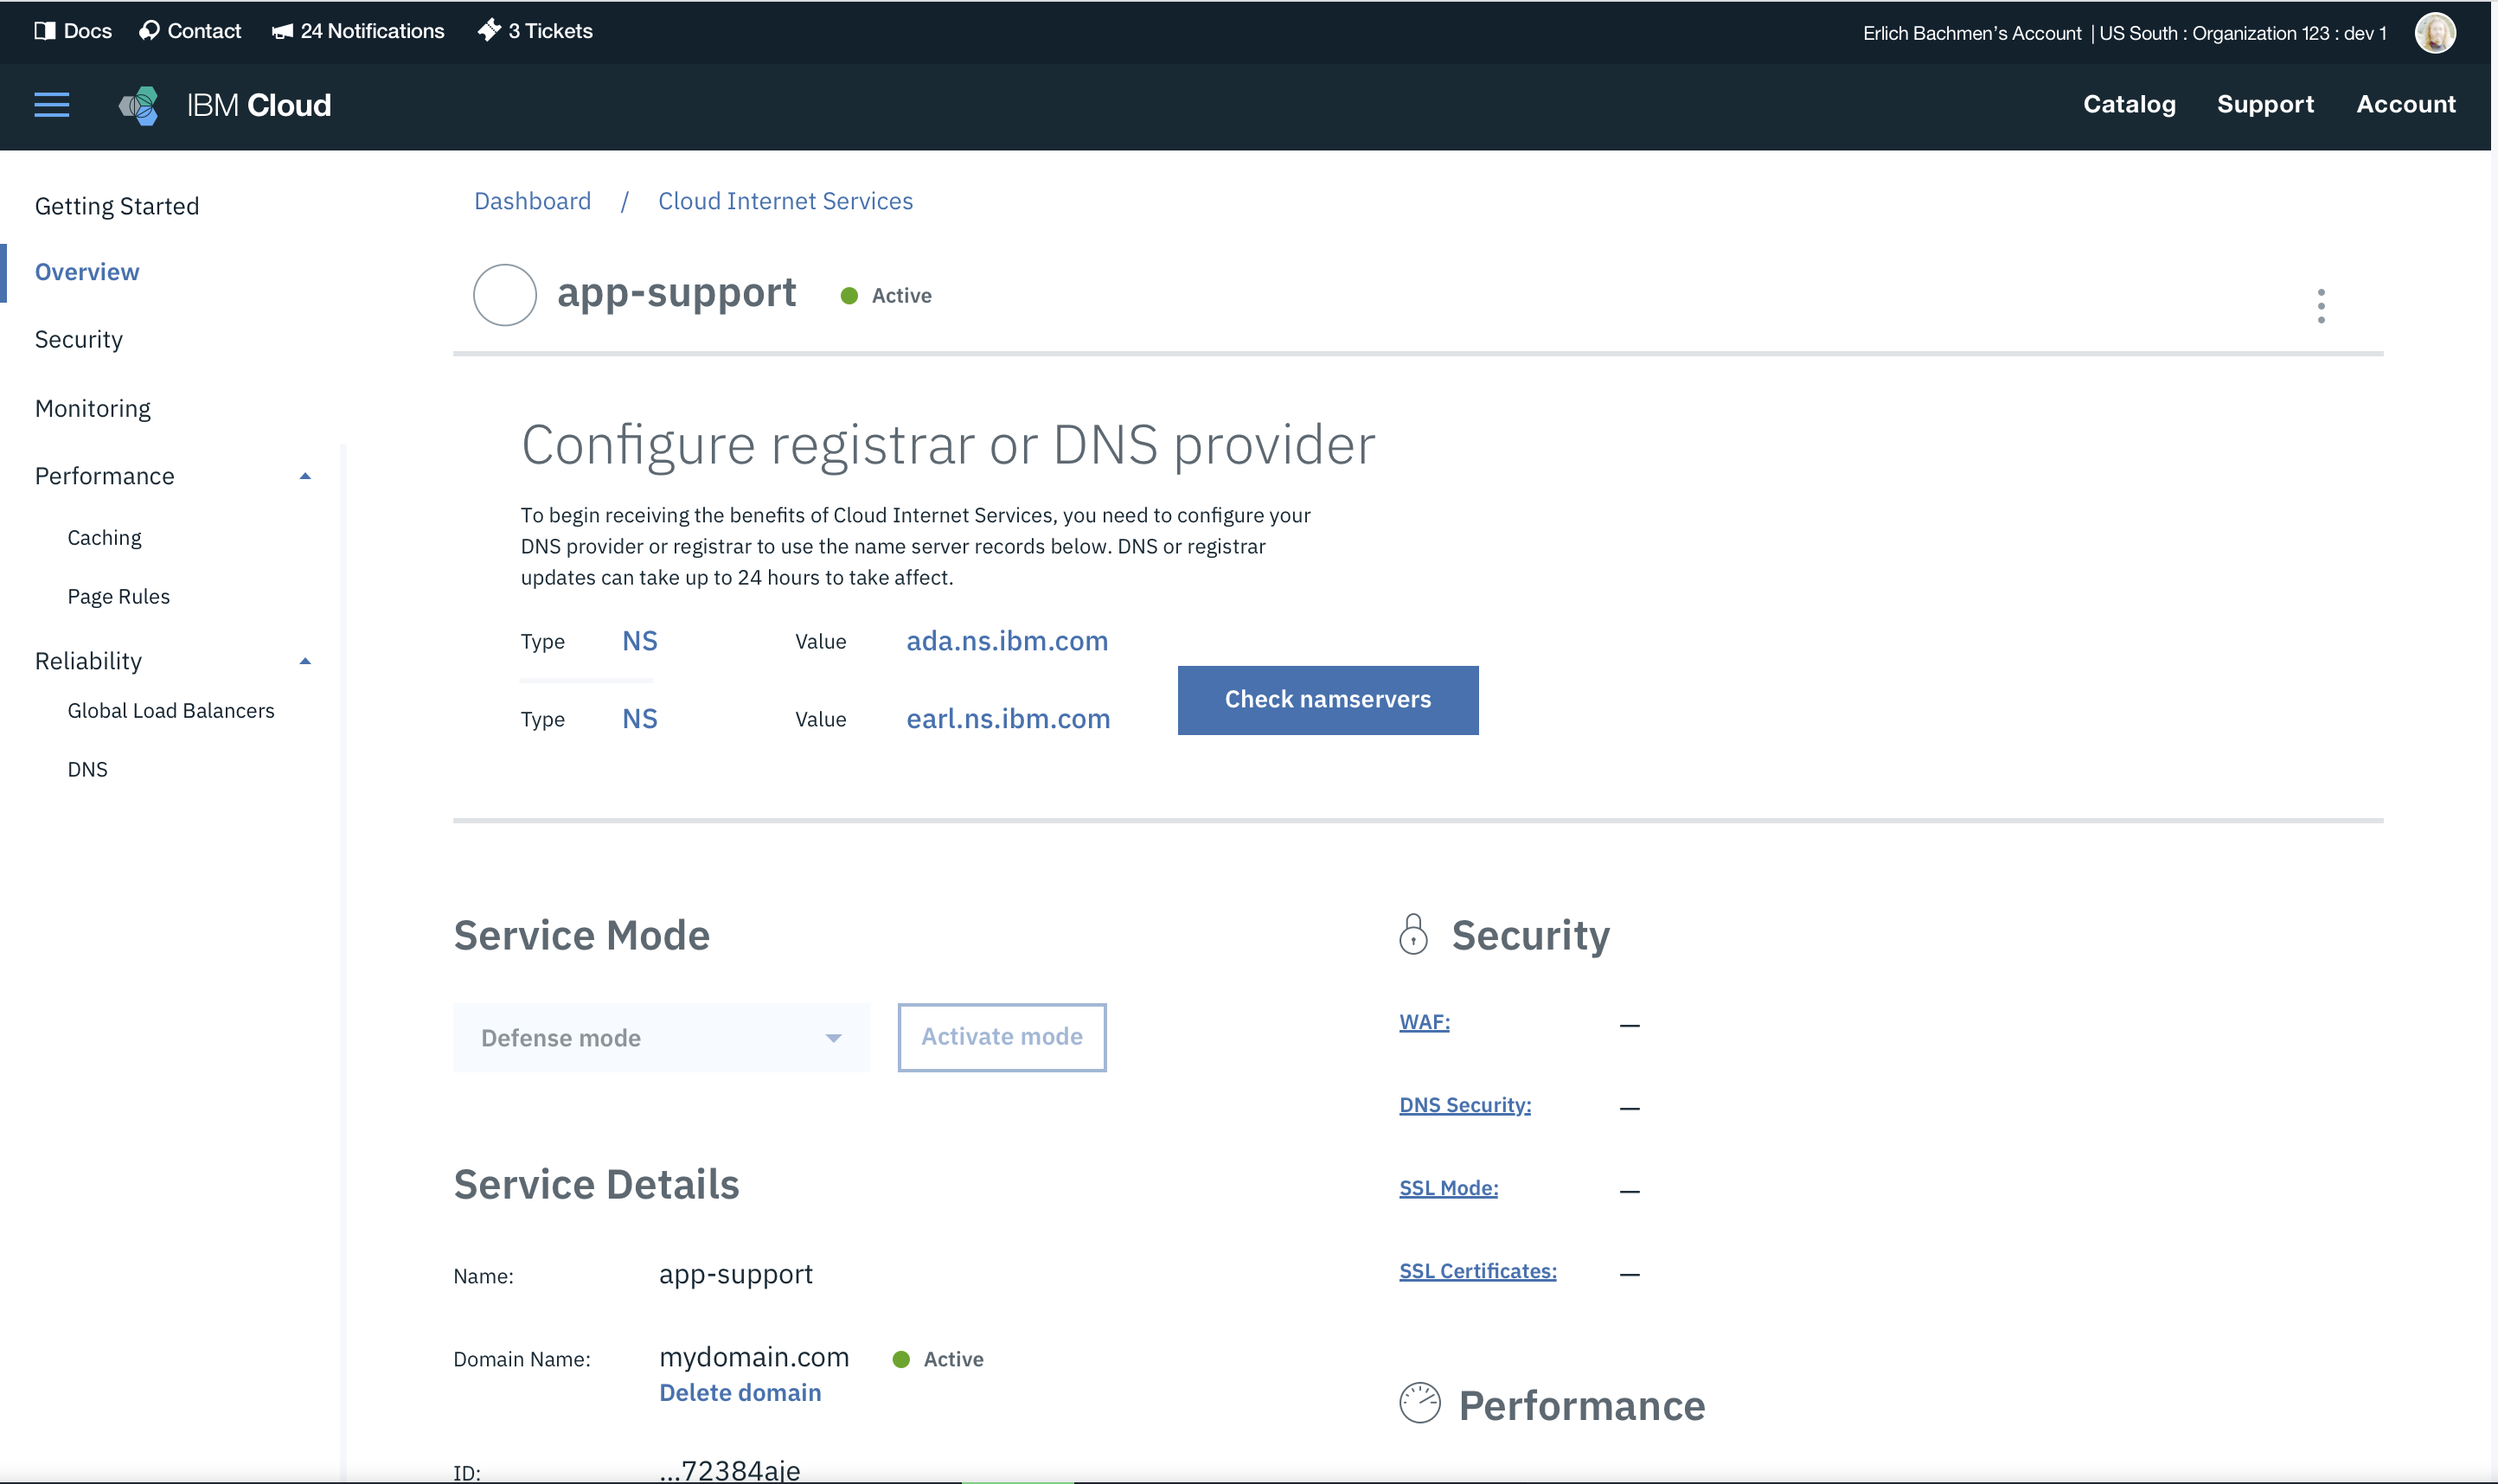 Docs Contact 24 Notifications 3 Tickets
Erlich Bachmen's Account | US South : Organization 123 : dev 1
IBM Cloud
Catalog Support Account
Getting Started
Overview
Security
Monitoring
Performance
Caching
Page Rules
Reliability
Global Load Balancers
DNS
Dashboard / Cloud Internet Services
app-support Active
Configure registrar or DNS provider
To begin receiving the benefits of Cloud Internet Services, you need to configure your
DNS provider or registrar to use the name server records below. DNS or registrar
updates can take up to 24 hours to take affect.
Type NS Value ada.ns.ibm.com
Type NS Value earl.ns.ibm.com
Check namservers
Service Mode
Defense mode
Activate mode
Service Details
Name: app-support
Domain Name: mydomain.com Active
Delete domain
ID: ...72384aje
Security
WAF: —
DNS Security: —
SSL Mode: —
SSL Certificates: —
Performance